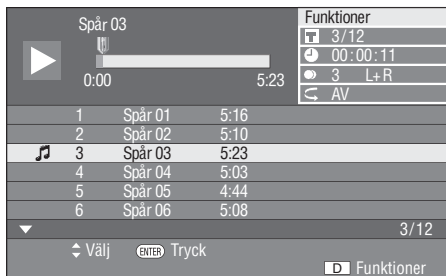 Spår 03
0:00 5:23
Funktioner
T 3/12
00:00:11
3 L+R
AV
1 Spår 01 5:16
2 Spår 02 5:10
3 Spår 03 5:23
4 Spår 04 5:03
5 Spår 05 4:44
6 Spår 06 5:08
3/12
Välj ENTER Tryck
D Funktioner